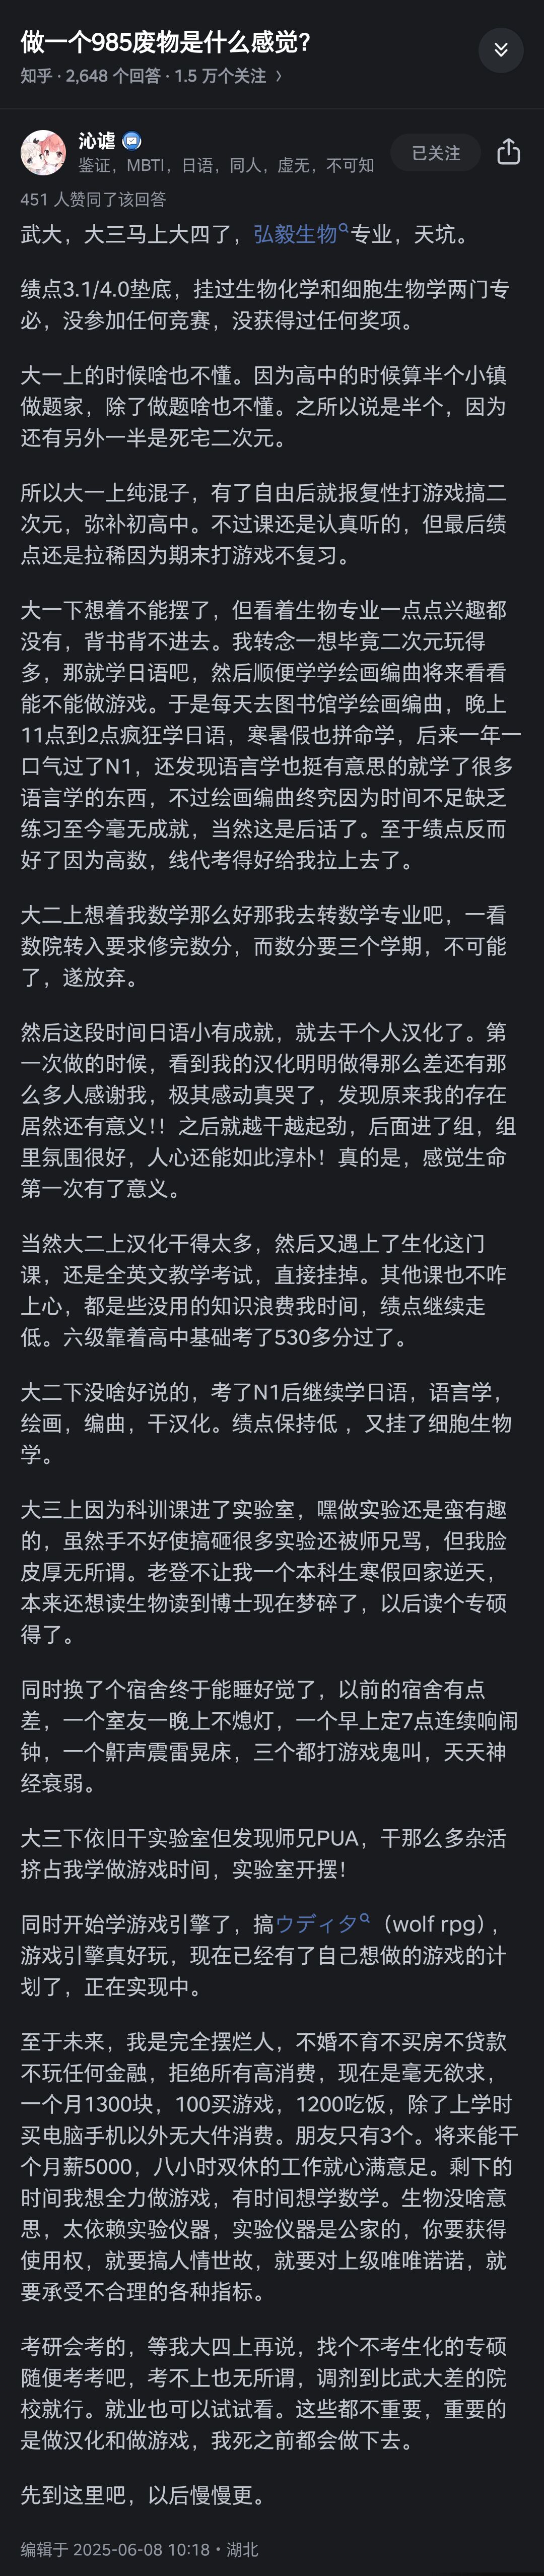 做一个985废物是什么感觉？
知乎 · 2,648 个回答 · 1.5 万个关注 >
沁谑
鉴证，MBTI，日语，同人，虚无，不可知
已关注
451 人赞同了该回答
武大，大三马上大四了，弘毅生物专业，天坑。
绩点3.1/4.0垫底，挂过生物化学和细胞生物学两门专
必，没参加任何竞赛，没获得过任何奖项。
大一上的时候啥也不懂。因为高中的时候算半个小镇
做题家，除了做题啥也不懂。之所以说是半个，因为
还有另外一半是死宅二次元。
所以大一上纯混子，有了自由后就报复性打游戏搞二
次元，弥补初高中。不过课还是认真听的，但最后绩
点还是拉稀因为期末打游戏不复习。
大一下想着不能摆了，但看着生物专业一点点兴趣都
没有，背书背不进去。我转念一想毕竟二次元玩得
多，那就学日语吧，然后顺便学学绘画编曲将来看看
能不能做游戏。于是每天去图书馆学绘画编曲，晚上
11点到2点疯狂学日语，寒暑假也拼命学，后来一年一
口气过了N1，还发现语言学也挺有意思的就学了很多
语言学的东西，不过绘画编曲终究因为时间不足缺乏
练习至今毫无成就，当然这是后话了。至于绩点反而
好了因为高数，线代考得好给我拉上去了。
大二上想着我数学那么好那我去转数学专业吧，一看
数院转入要求修完数分，而数分要三个学期，不可能
了，遂放弃。
然后这段时间日语小有成就，就去干个人汉化了。第
一次做的时候，看到我的汉化明明做得那么差还有那
么多人感谢我，极其感动真哭了，发现原来我的存在
居然还有意义!！之后就越干越起劲，后面进了组，组
里氛围很好，人心还能如此淳朴！真的是，感觉生命
第一次有了意义。
当然大二上汉化干得太多，然后又遇上了生化这门
课，还是全英文教学考试，直接挂掉。其他课也不咋
上心，都是些没用的知识浪费我时间，绩点继续走
低。六级靠着高中基础考了530多分过了。
大二下没啥好说的，考了N1后继续学日语，语言学，
绘画，编曲，干汉化。绩点保持低 ，又挂了细胞生物
学。
大三上因为科训课进了实验室，嘿做实验还是蛮有趣
的，虽然手不好使搞砸很多实验还被师兄骂，但我脸
皮厚无所谓。老登不让我一个本科生寒假回家逆天，
本来还想读生物读到博士现在梦碎了，以后读个专硕
得了。
同时换了个宿舍终于能睡好觉了，以前的宿舍有点
差，一个室友一晚上不熄灯，一个早上定7点连续响闹
钟，一个鼾声震雷晃床，三个都打游戏鬼叫，天天神
经衰弱。
大三下依旧干实验室但发现师兄PUA，干那么多杂活
挤占我学做游戏时间，实验室开摆！
同时开始学游戏引擎了，搞ウディタ（wolf rpg），
游戏引擎真好玩，现在已经有了自己想做的游戏的计
划了，正在实现中。
至于未来，我是完全摆烂人，不婚不育不买房不贷款
不玩任何金融，拒绝所有高消费，现在是毫无欲求，
一个月1300块，100买游戏，1200吃饭，除了上学时
买电脑手机以外无大件消费。朋友只有3个。将来能干
个月薪5000，八小时双休的工作就心满意足。剩下的
时间我想全力做游戏，有时间想学数学。生物没啥意
思，太依赖实验仪器，实验仪器是公家的，你要获得
使用权，就要搞人情世故，就要对上级唯唯诺诺，就
要承受不合理的各种指标。
考研会考的，等我大四上再说，找个不考生化的专硕
随便考考吧，考不上也无所谓，调剂到比武大差的院
校就行。就业也可以试试看。这些都不重要，重要的
是做汉化和做游戏，我死之前都会做下去。
先到这里吧，以后慢慢更。
编辑于 2025-06-08 10:18 · 湖北